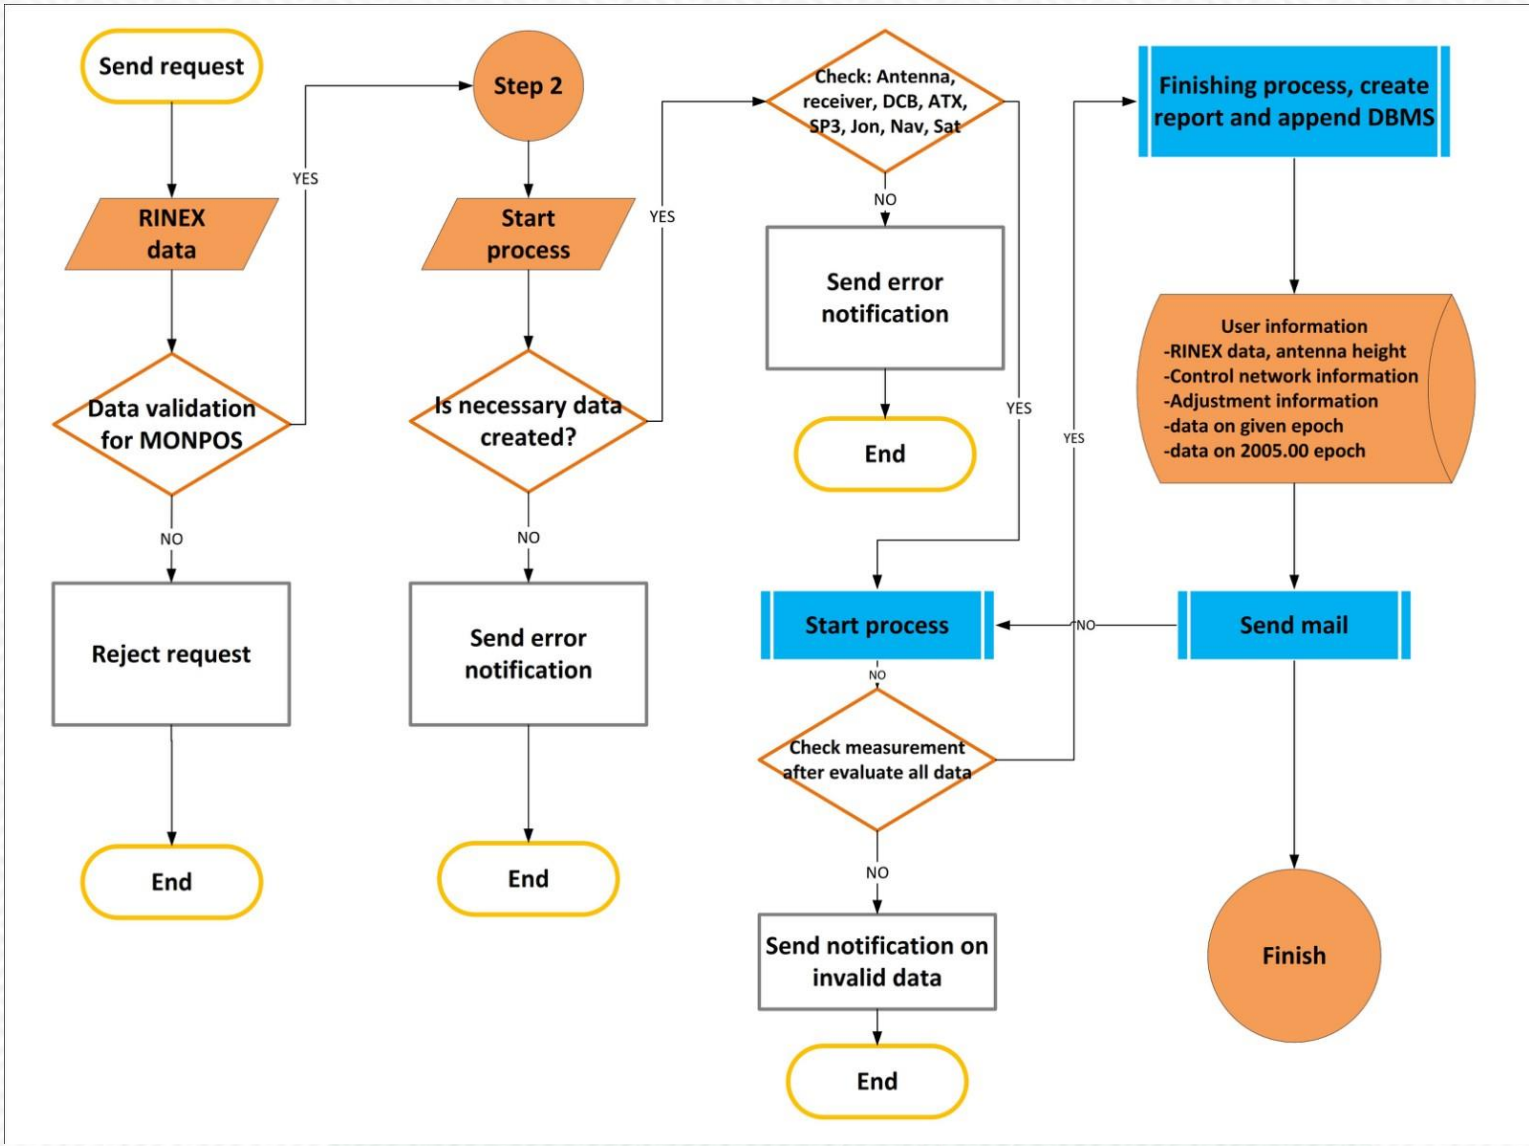 Send request
RINEX
data
Data validation
for MONPOS
YES
NO
Reject request
End
Step 2
Start
process
Is necessary data
created?
YES
NO
Send error
notification
End
Check: Antenna,
receiver, DCB, ATX,
SP3, Jon, Nav, Sat
NO
Send error
notification
End
YES
Start process
NO
Check measurement
after evaluate all data
NO
Send notification on
invalid data
End
YES
Finishing process, create
report and append DBMS
User information
-RINEX data, antenna height
-Control network information
-Adjustment information
-data on given epoch
-data on 2005.00 epoch
Send mail
NO
Finish